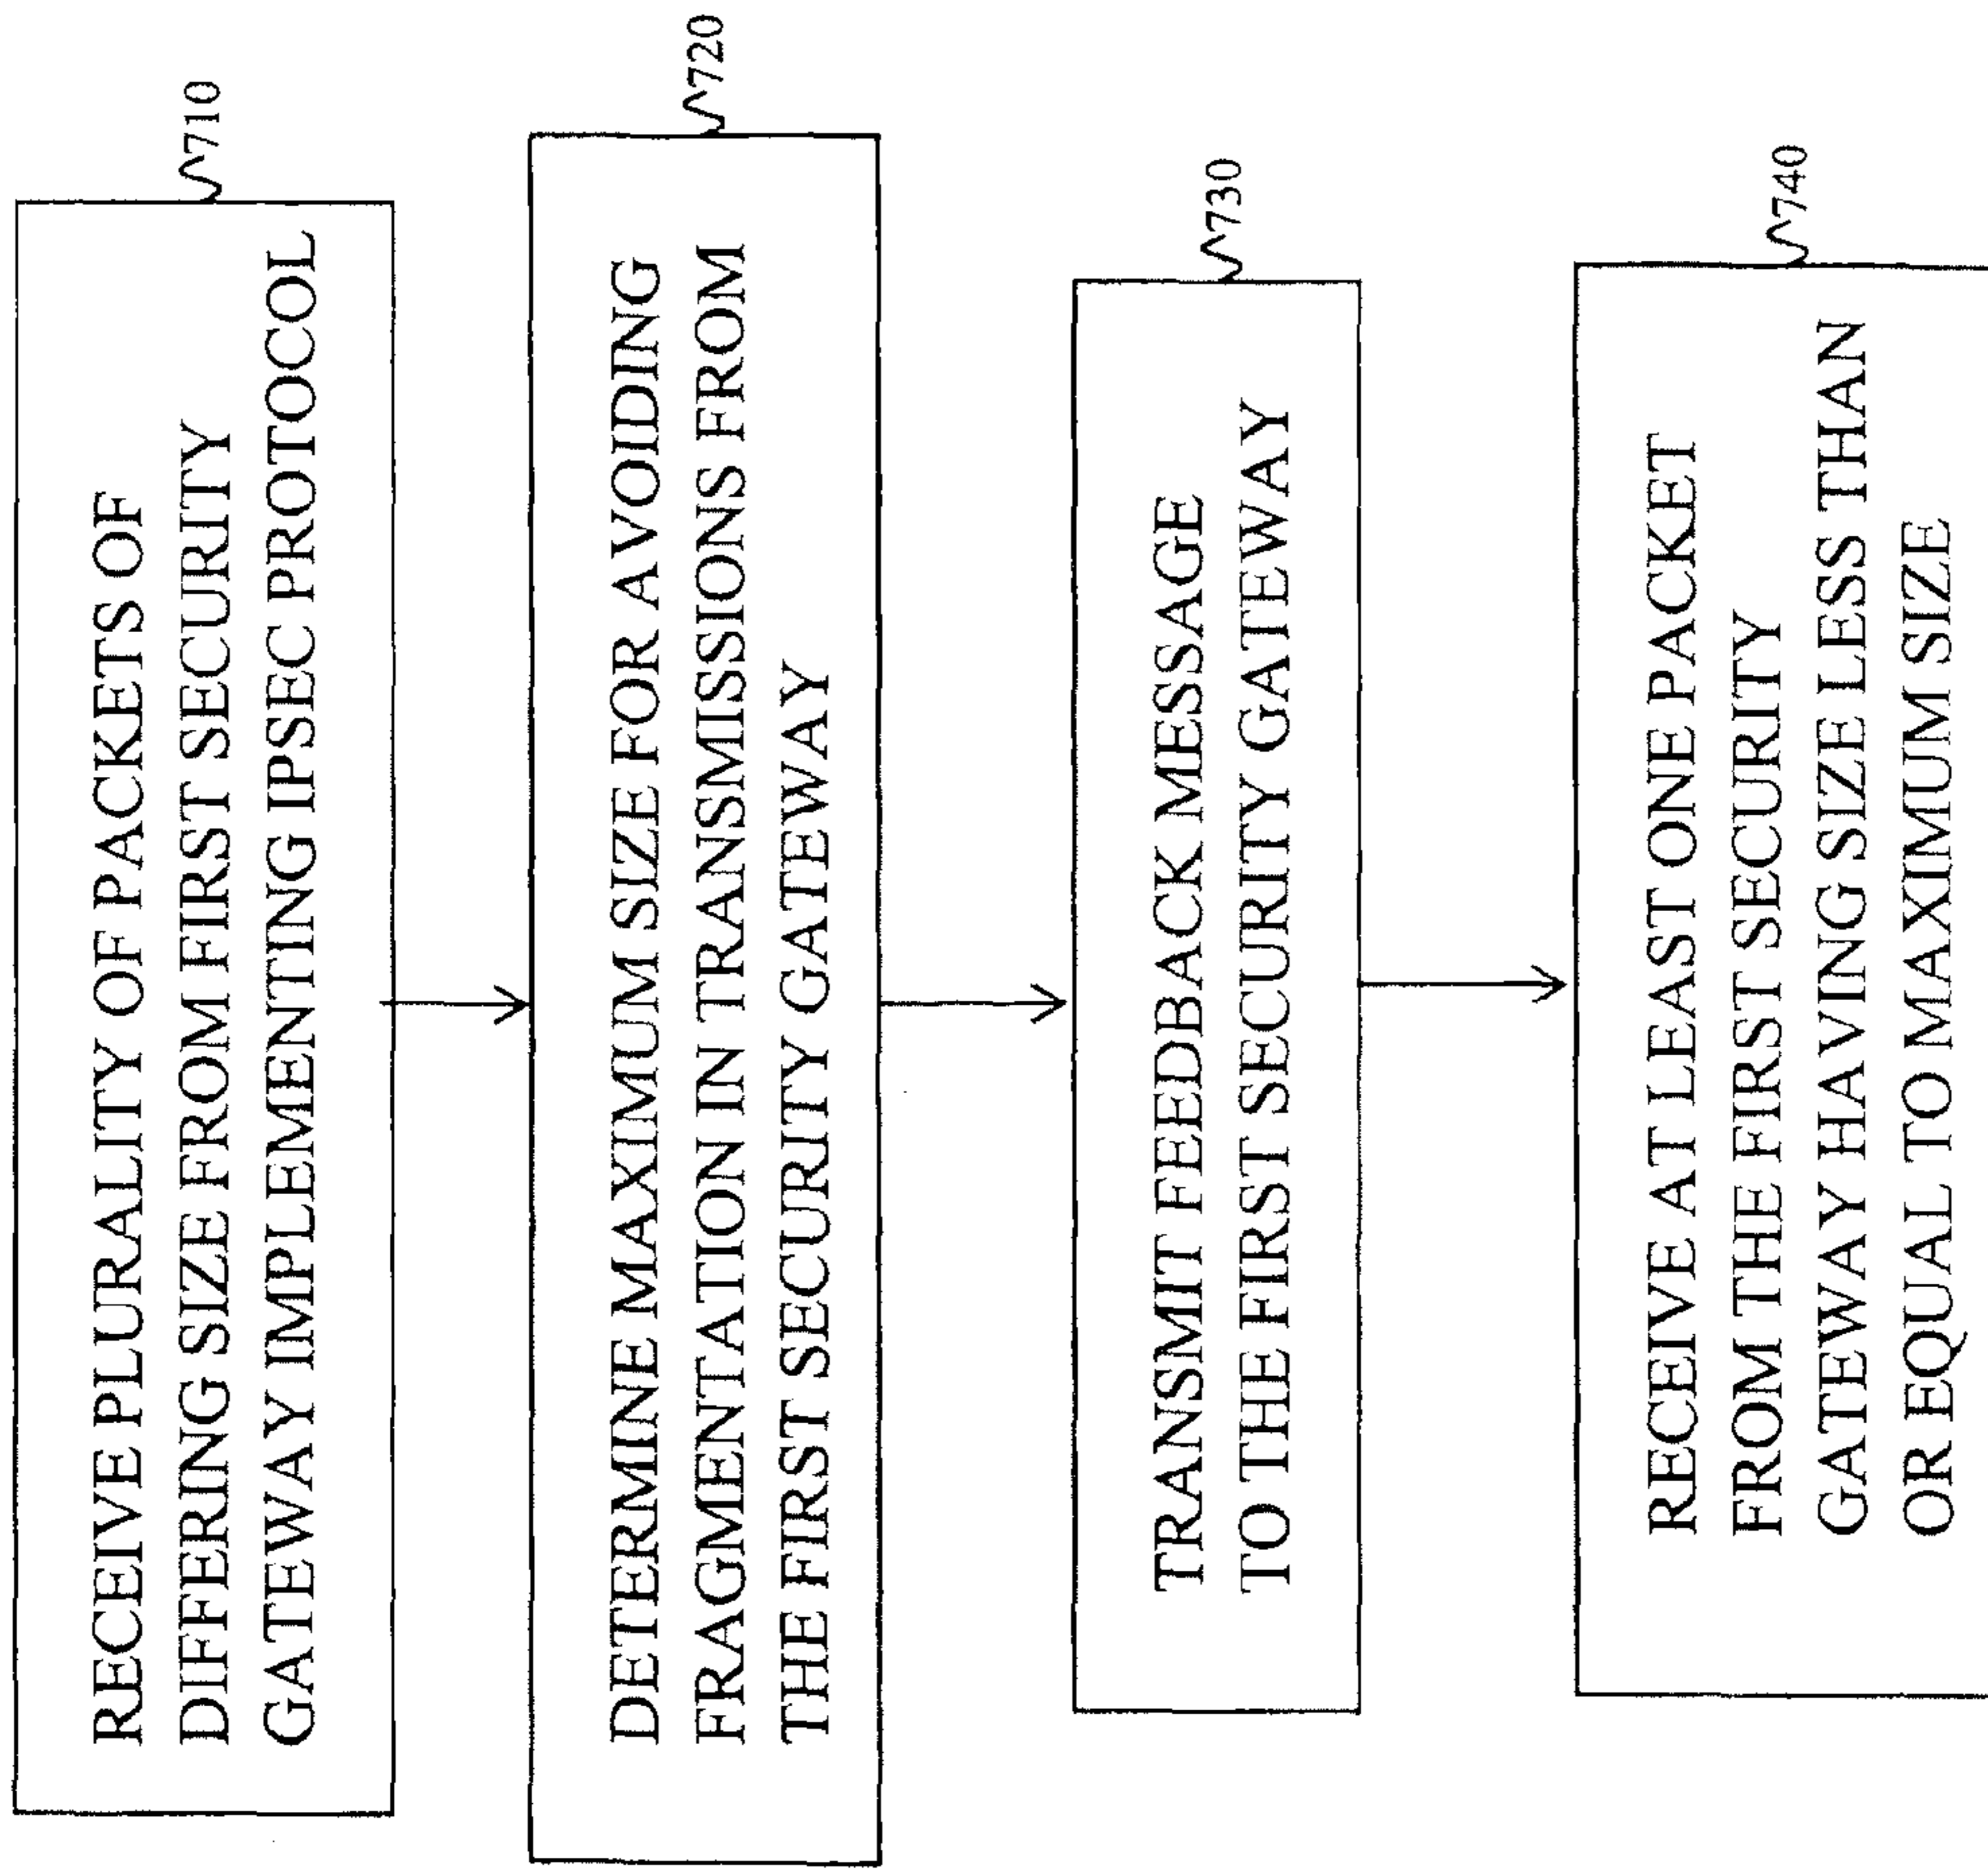 RECEIVE PLURALITY OF PACKETS OF
DIFFERING SIZE FROM FIRST SECURITY
GATEWAY IMPLEMENTING IPSEC PROTOCOL
710
DETERMINE MAXIMUM SIZE FOR AVOIDING
FRAGMENTATION IN TRANSMISSIONS FROM
THE FIRST SECURITY GATEWAY
720
TRANSMIT FEEDBACK MESSAGE
TO THE FIRST SECURITY GATEWAY
730
RECEIVE AT LEAST ONE PACKET
FROM THE FIRST SECURITY
GATEWAY HAVING SIZE LESS THAN
OR EQUAL TO MAXIMUM SIZE
740